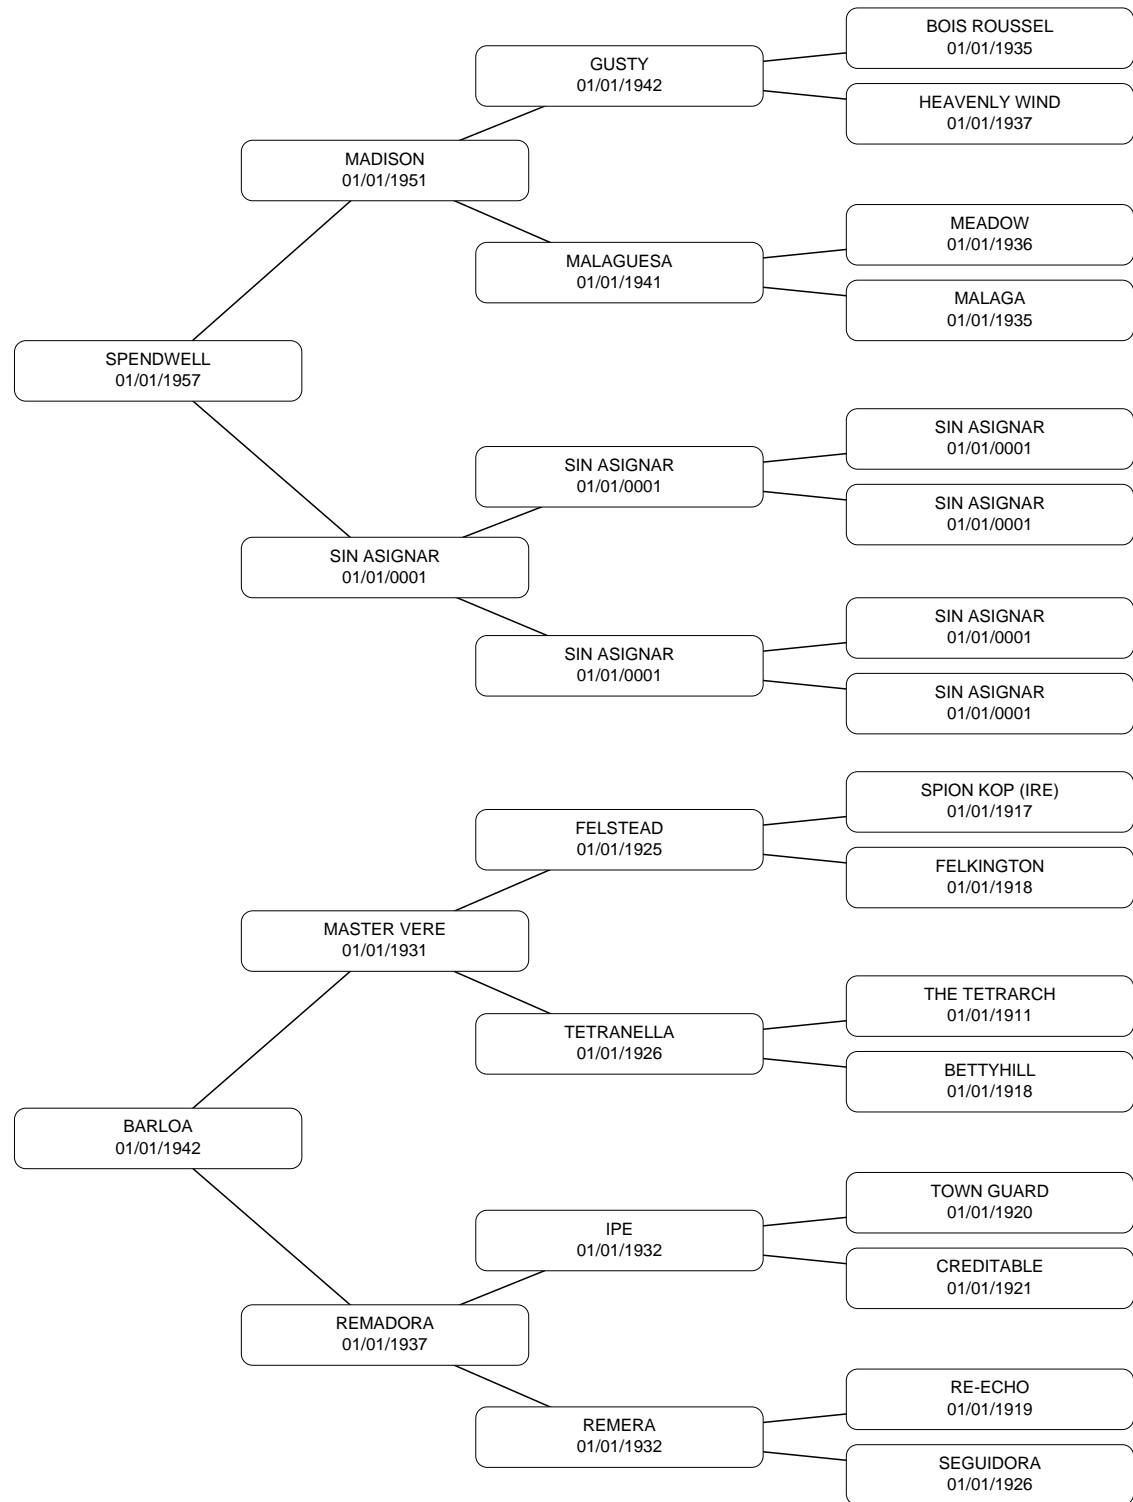 BOIS ROUSSEL
01/01/1935
GUSTY
01/01/1942
HEAVENLY WIND
01/01/1937
MADISON
01/01/1951
MEADOW
01/01/1936
MALAGUESA
01/01/1941
MALAGA
01/01/1935
SPENDWELL
01/01/1957
SIN ASIGNAR
01/01/0001
SIN ASIGNAR
01/01/0001
SIN ASIGNAR
01/01/0001
SIN ASIGNAR
01/01/0001
SIN ASIGNAR
01/01/0001
SIN ASIGNAR
01/01/0001
SIN ASIGNAR
01/01/0001
SPION KOP (IRE)
01/01/1917
FELSTEAD
01/01/1925
FELKINGTON
01/01/1918
MASTER VERE
01/01/1931
THE TETRARCH
01/01/1911
TETRANELLA
01/01/1926
BETTYHILL
01/01/1918
BARLOA
01/01/1942
TOWN GUARD
01/01/1920
IPE
01/01/1932
CREDITABLE
01/01/1921
REMADORA
01/01/1937
RE-ECHO
01/01/1919
REMERA
01/01/1932
SEGUIDORA
01/01/1926